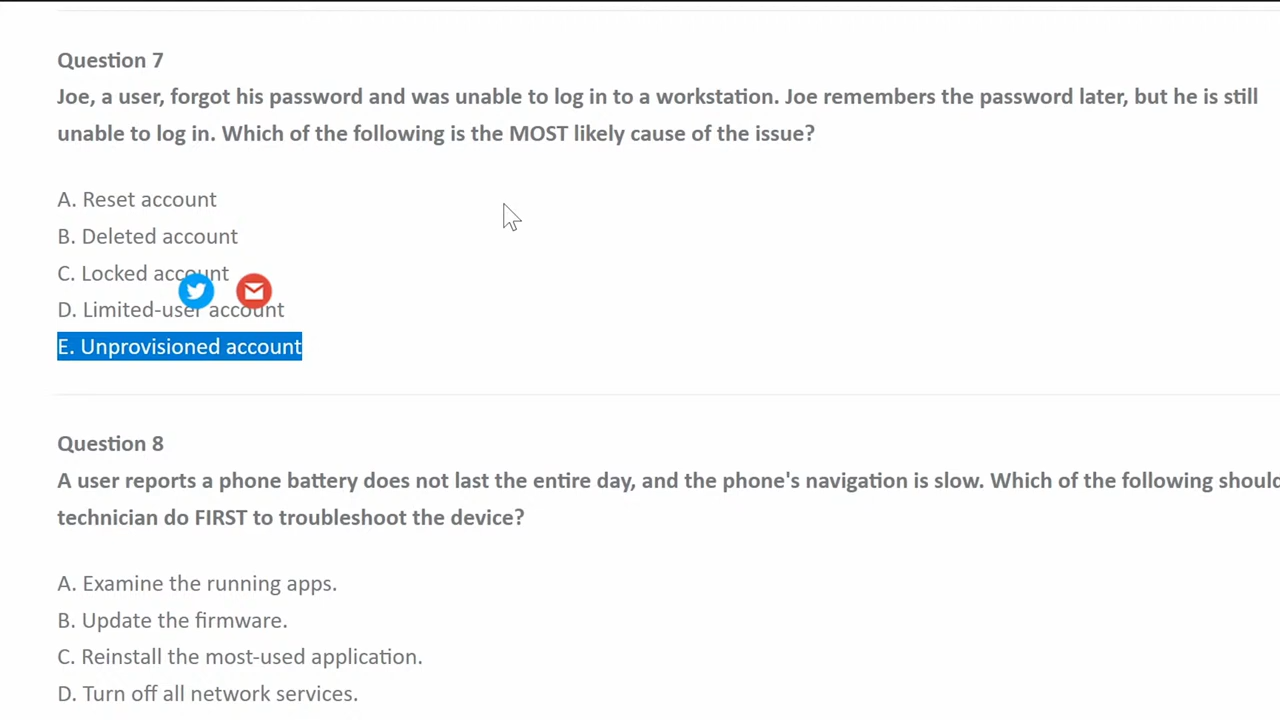 Question 7
Joe, a user, forgot his password and was unable to log in to a workstation. Joe remembers the password later, but he is still
unable to log in. Which of the following is the MOST likely cause of the issue?
A. Reset account
B. Deleted account
C. Locked account
D. Limited-user account
E. Unprovisioned account
Question 8
A user reports a phone battery does not last the entire day, and the phone's navigation is slow. Which of the following should
technician do FIRST to troubleshoot the device?
A. Examine the running apps.
B. Update the firmware.
C. Reinstall the most-used application.
D. Turn off all network services.